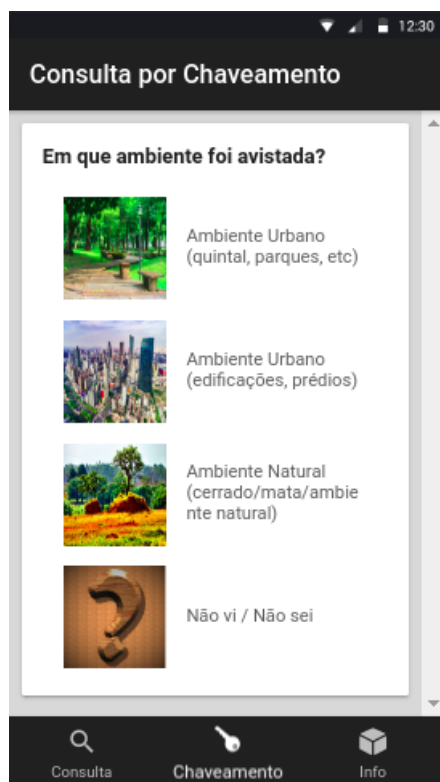 12:30
Consulta por Chaveamento
Em que ambiente foi avistada?
Ambiente Urbano
(quintal, parques, etc)
Ambiente Urbano
(edificações, prédios)
Ambiente Natural
(cerrado/mata/ambie
nte natural)
Não vi / Não sei
Consulta
Chaveamento
Info